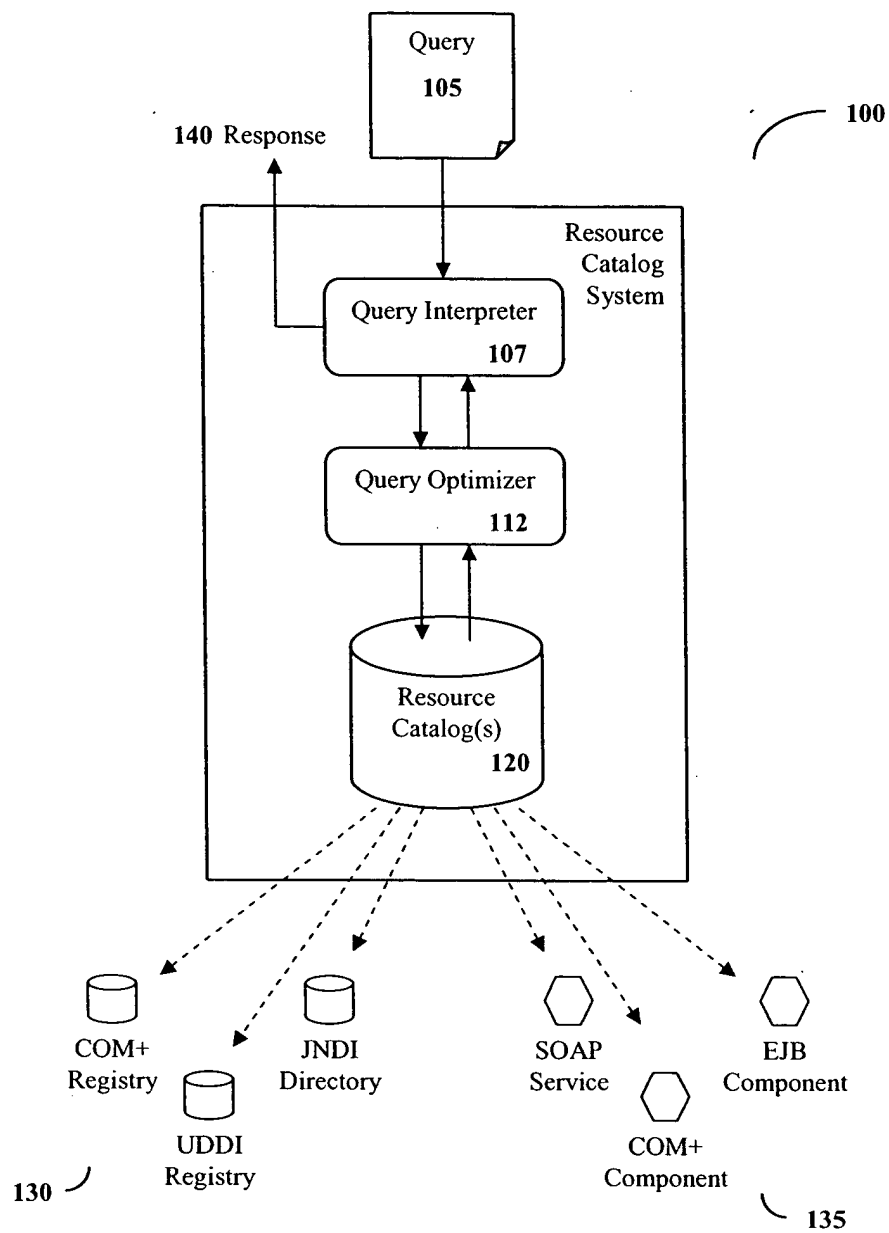 Query
105
100
140 Response
Resource
Catalog
System
Query Interpreter
107
Query Optimizer
112
Resource
Catalog(s)
120
COM+
Registry
JNDI
Directory
SOAP
Service
EJB
Component
UDDI
Registry
COM+
Component
130
135